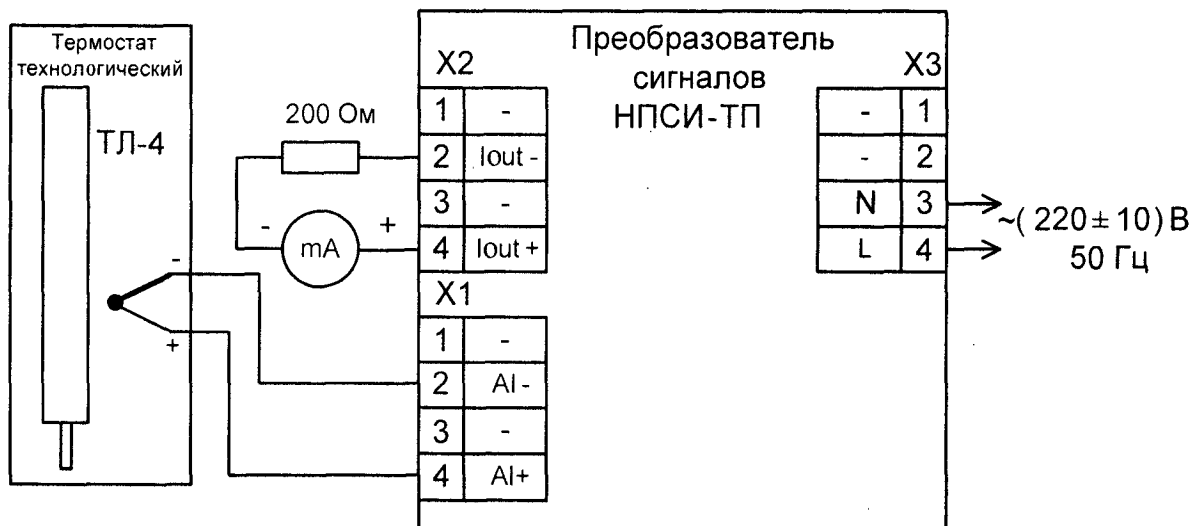 Термостат
технологический
ТЛ-4
200 Ом
-
+
mA
-
+
Преобразователь
сигналов
НПСИ-ТП
X2
1 -
2 Iout -
3 -
4 Iout +
X1
1 -
2 AI -
3 -
4 AI+
X3
- 1
- 2
N 3
L 4
~( 220 ± 10) В
50 Гц